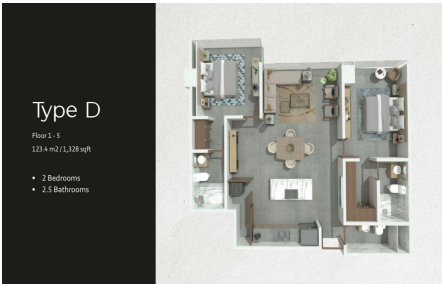 Type D
Floor 1 - 5
123.4 m2 / 1,328 sqft
• 2 Bedrooms
• 2.5 Bathrooms